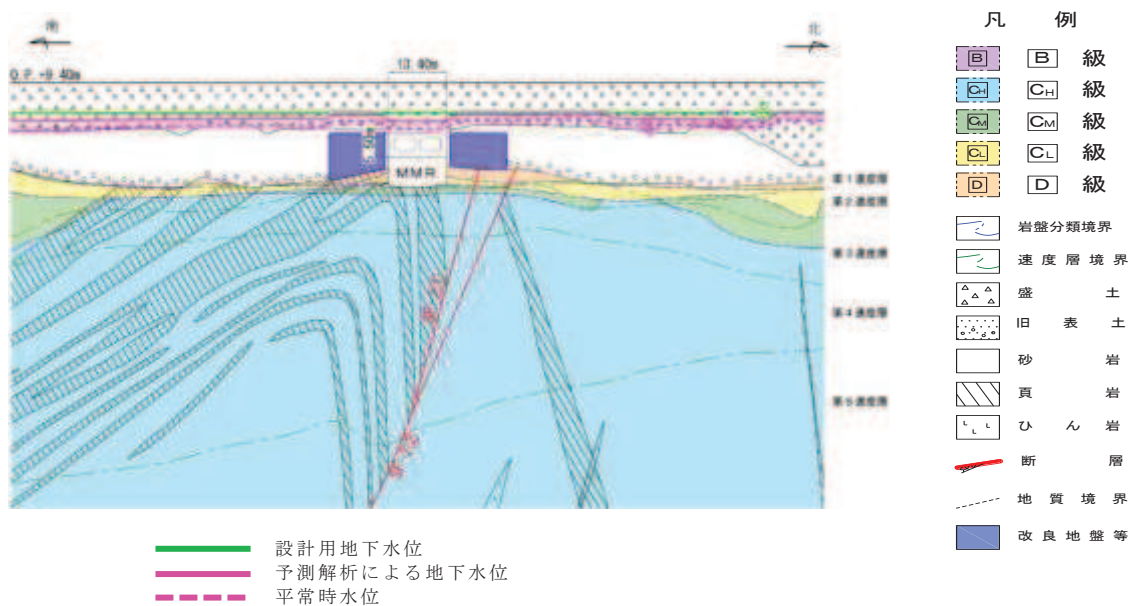 南
北
13.40m
5.50m
MMR
第1速度層
第2速度層
第3速度層
第4速度層
第5速度層
凡 例
B B 級
CH CH 級
CM CM 級
CL CL 級
D D 級
岩盤分類境界
速度層境界
盛 土
旧表土
砂 岩
頁 岩
ひん岩
断 層
地質境界
改良地盤等
設計用地下水位
予測解析による地下水位
平常時水位